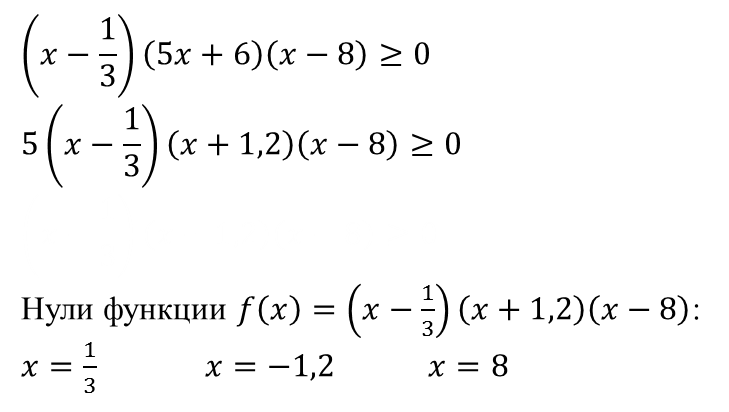 (x − 1/3)(5x + 6)(x − 8) ≥ 0
5(x − 1/3)(x + 1,2)(x − 8) ≥ 0
Нули функции f(x) = (x − 1/3)(x + 1,2)(x − 8):
x = 1/3 x = −1,2 x = 8